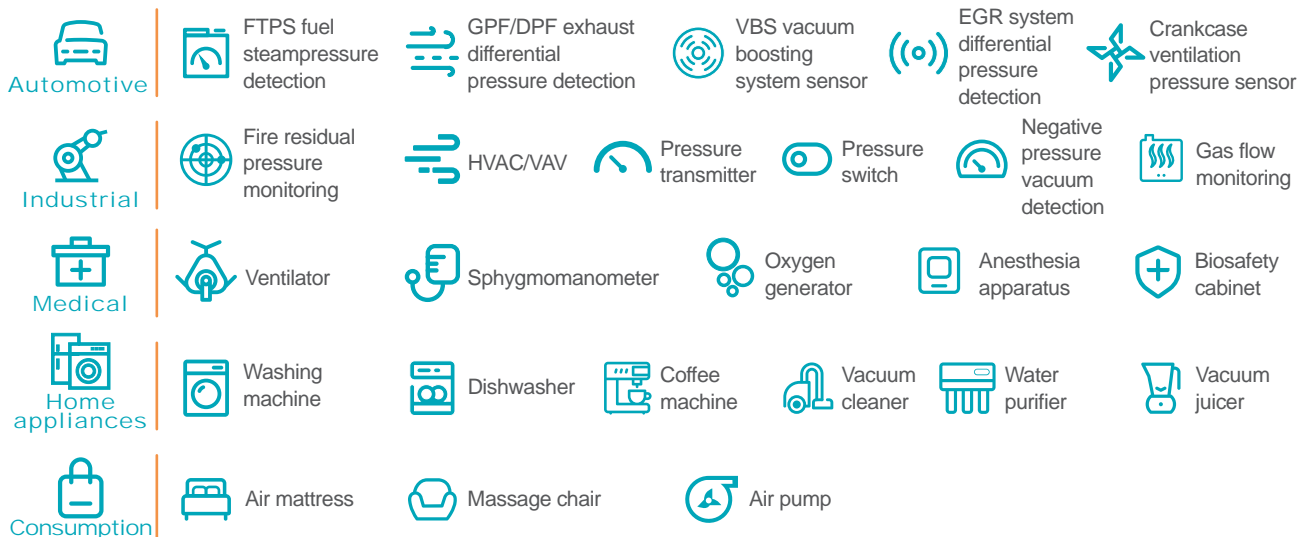 Automotive
FTPS fuel
steampressure
detection
GPF/DPF exhaust
differential
pressure detection
VBS vacuum
boosting
system sensor
EGR system
differential
pressure
detection
Crankcase
ventilation
pressure sensor
Industrial
Fire residual
pressure
monitoring
HVAC/VAV
Pressure
transmitter
Pressure
switch
Negative
pressure
vacuum
detection
Gas flow
monitoring
Medical
Ventilator
Sphygmomanometer
Oxygen
generator
Anesthesia
apparatus
Biosafety
cabinet
Home
appliances
Washing
machine
Dishwasher
Coffee
machine
Vacuum
cleaner
Water
purifier
Vacuum
juicer
Consumption
Air mattress
Massage chair
Air pump